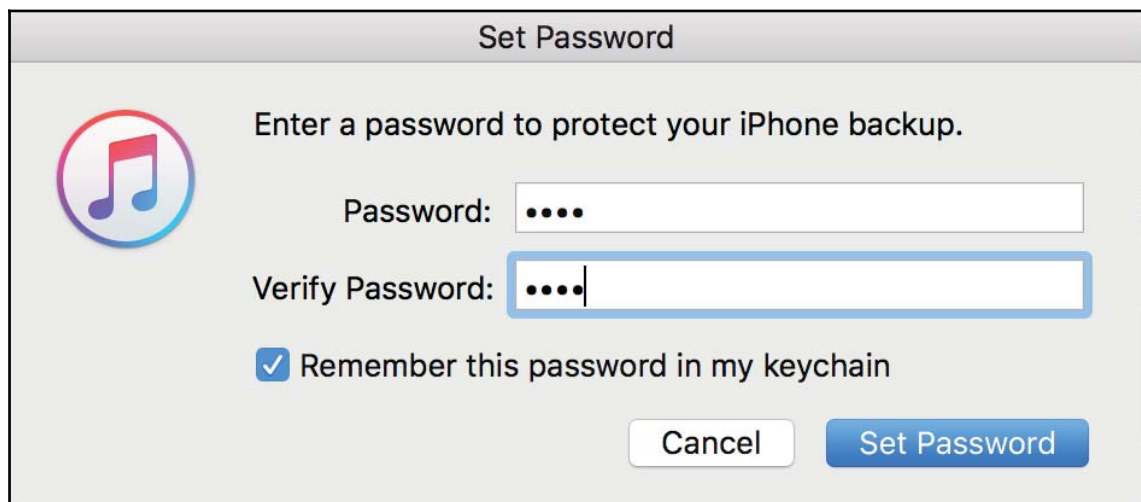 Set Password
Enter a password to protect your iPhone backup.
Password: ••••
Verify Password: ••••
Remember this password in my keychain
Cancel Set Password